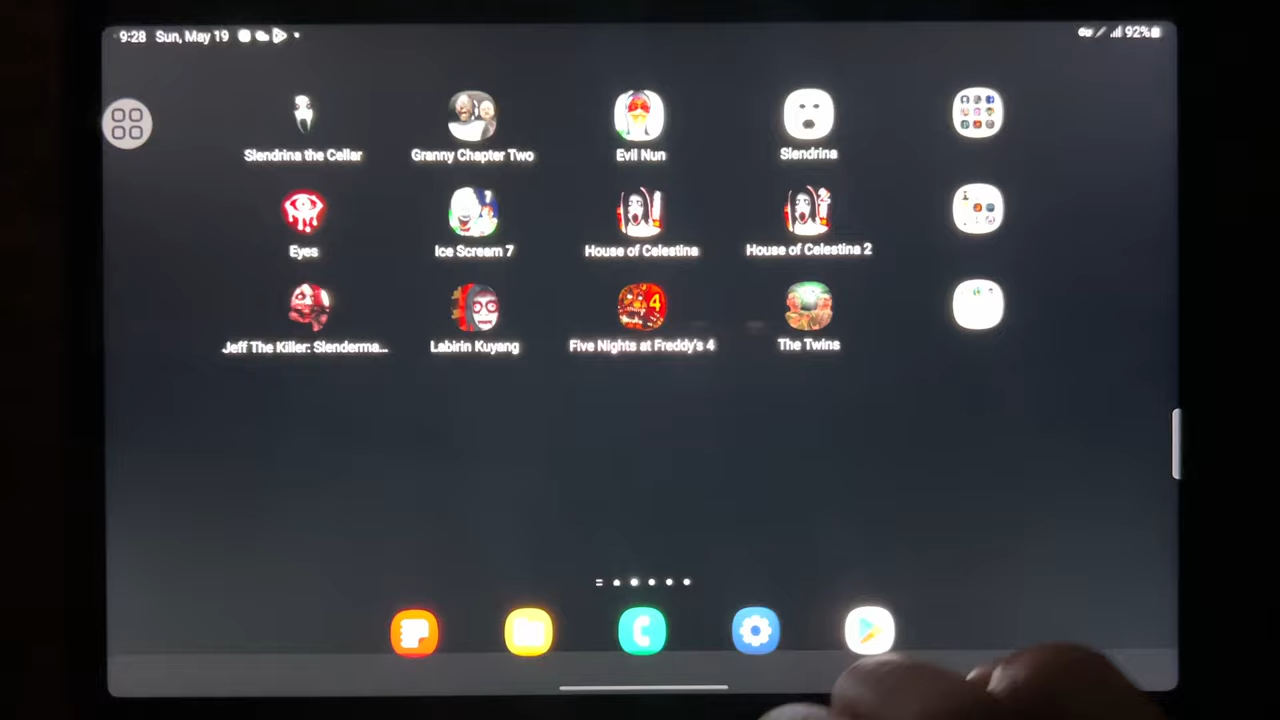 9:28 Sun, May 19
92%
Slendrina the Cellar
Granny Chapter Two
Evil Nun
Slendrina
Eyes
Ice Scream 7
House of Celestina
House of Celestina 2
Jeff The Killer: Slenderma...
Labirin Kuyang
4
Five Nights at Freddy's 4
The Twins